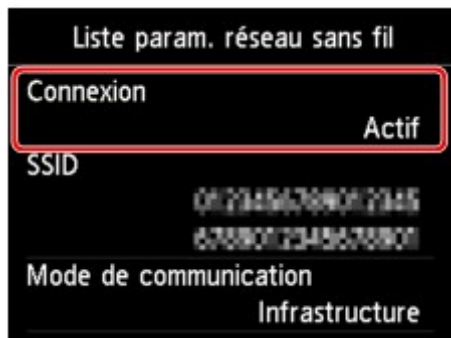 Liste param. réseau sans fil
Connexion
Actif
SSID
Mode de communication
Infrastructure